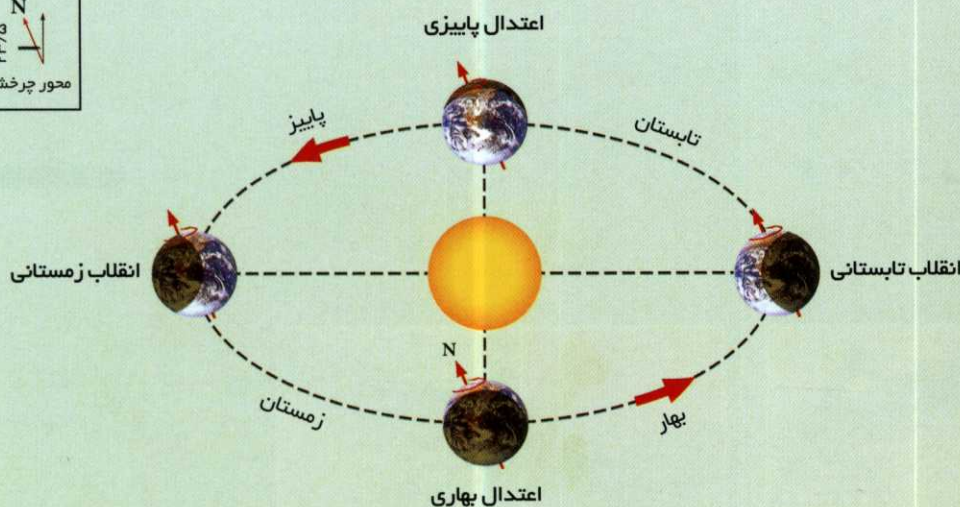 N
محور چرخش
اعتدال پاییزی
پاییز
تابستان
انقلاب زمستانی
انقلاب تابستانی
N
زمستان
بهار
اعتدال بهاری